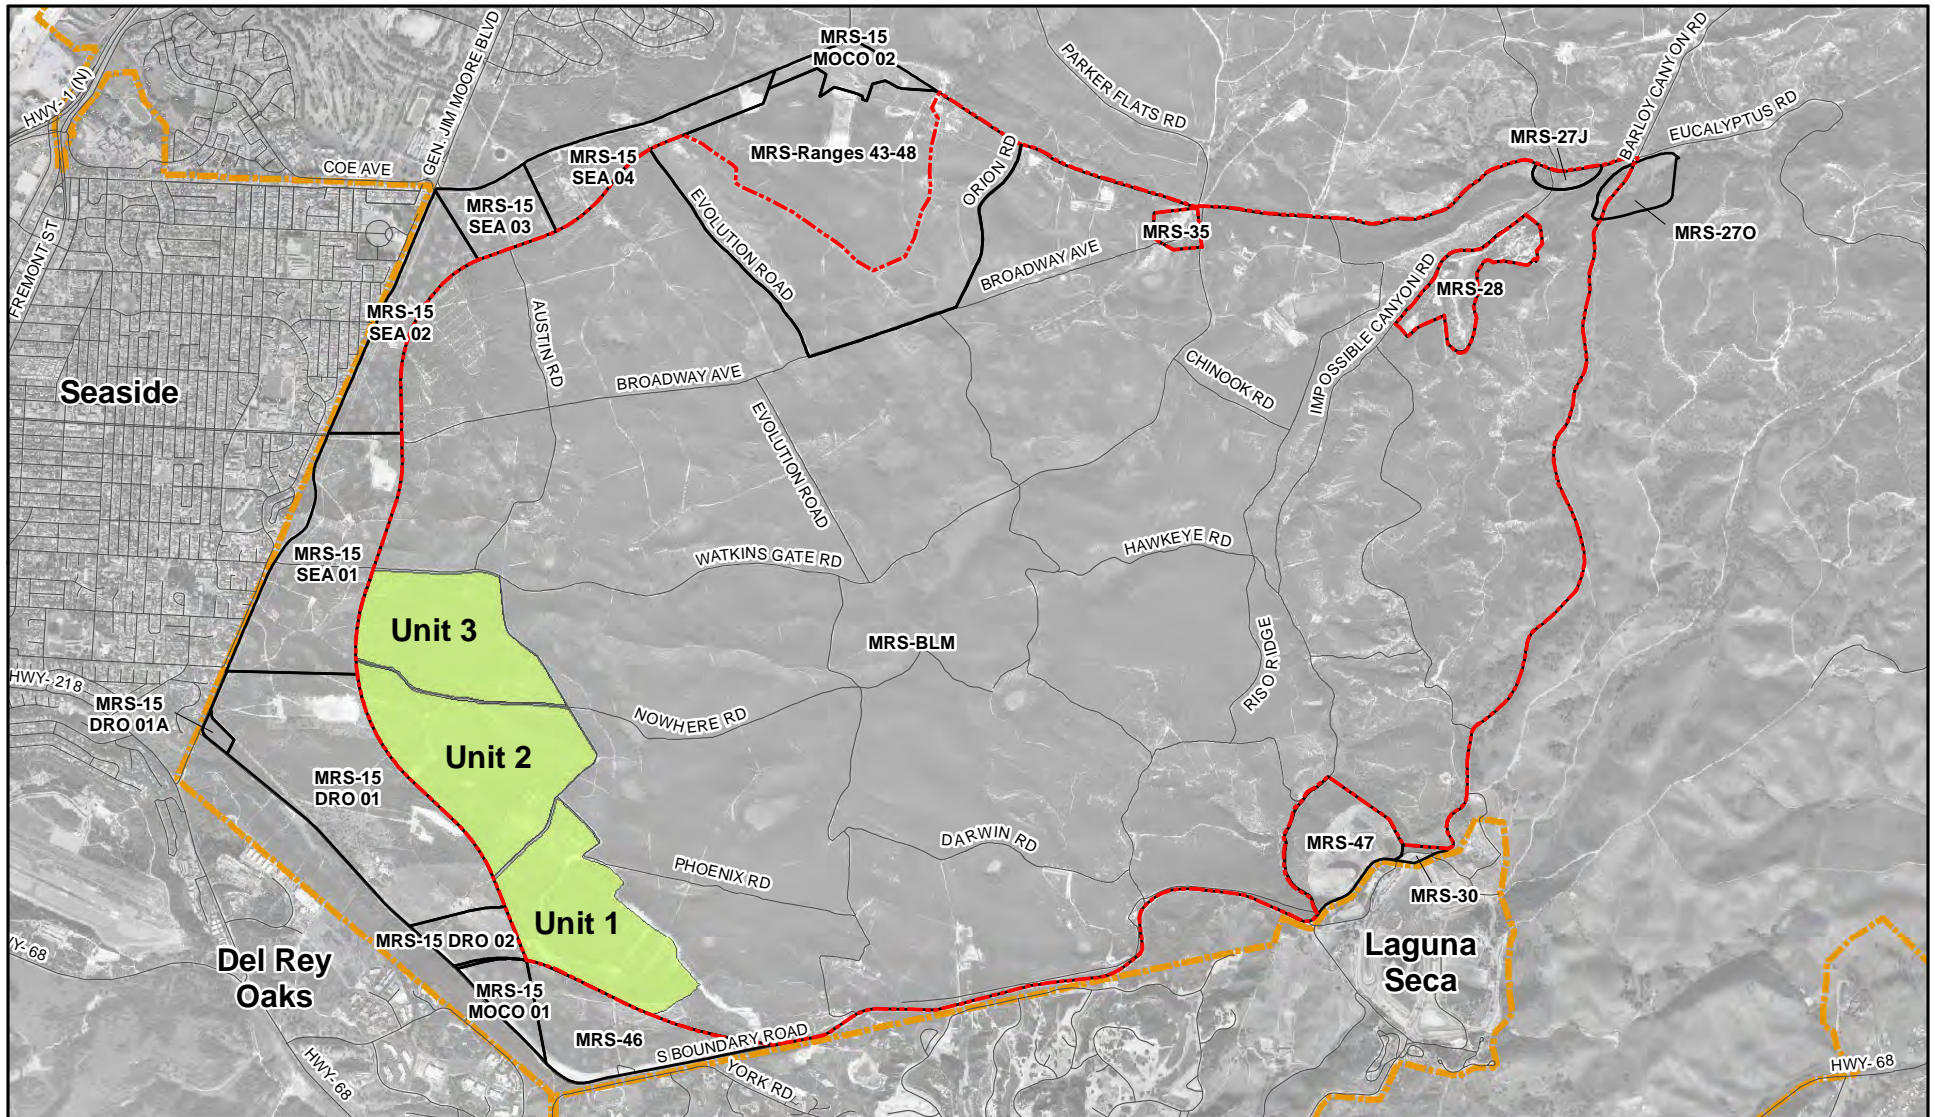 MRS-15
MOCO 02
HWY- 1 (N)
GEN. JIM MOORE BLVD
PARKER FLATS RD
BARLOY CANYON RD
EUCALYPTUS RD
MRS-27J
COE AVE
MRS-15
SEA 04
MRS-Ranges 43-48
ORION RD
MRS-15
SEA 03
EVOLUTION ROAD
MRS-35
MRS-27O
FREMONT ST
BROADWAY AVE
MRS-28
MRS-15
SEA 02
AUSTIN RD
IMPOSSIBLE CANYON RD
CHINOOK RD
Seaside
BROADWAY AVE
EVOLUTION ROAD
HAWKEYE RD
MRS-15
SEA 01
WATKINS GATE RD
Unit 3
MRS-BLM
RISO RIDGE
HWY- 218
MRS-15
DRO 01A
NOWHERE RD
Unit 2
MRS-15
DRO 01
DARWIN RD
MRS-47
PHOENIX RD
MRS-30
Unit 1
MRS-15 DRO 02
Y- 68
Del Rey
Oaks
Laguna
Seca
MRS-15
MOCO 01
MRS-46
S BOUNDARY ROAD
YORK RD
HWY- 68
HWY- 68